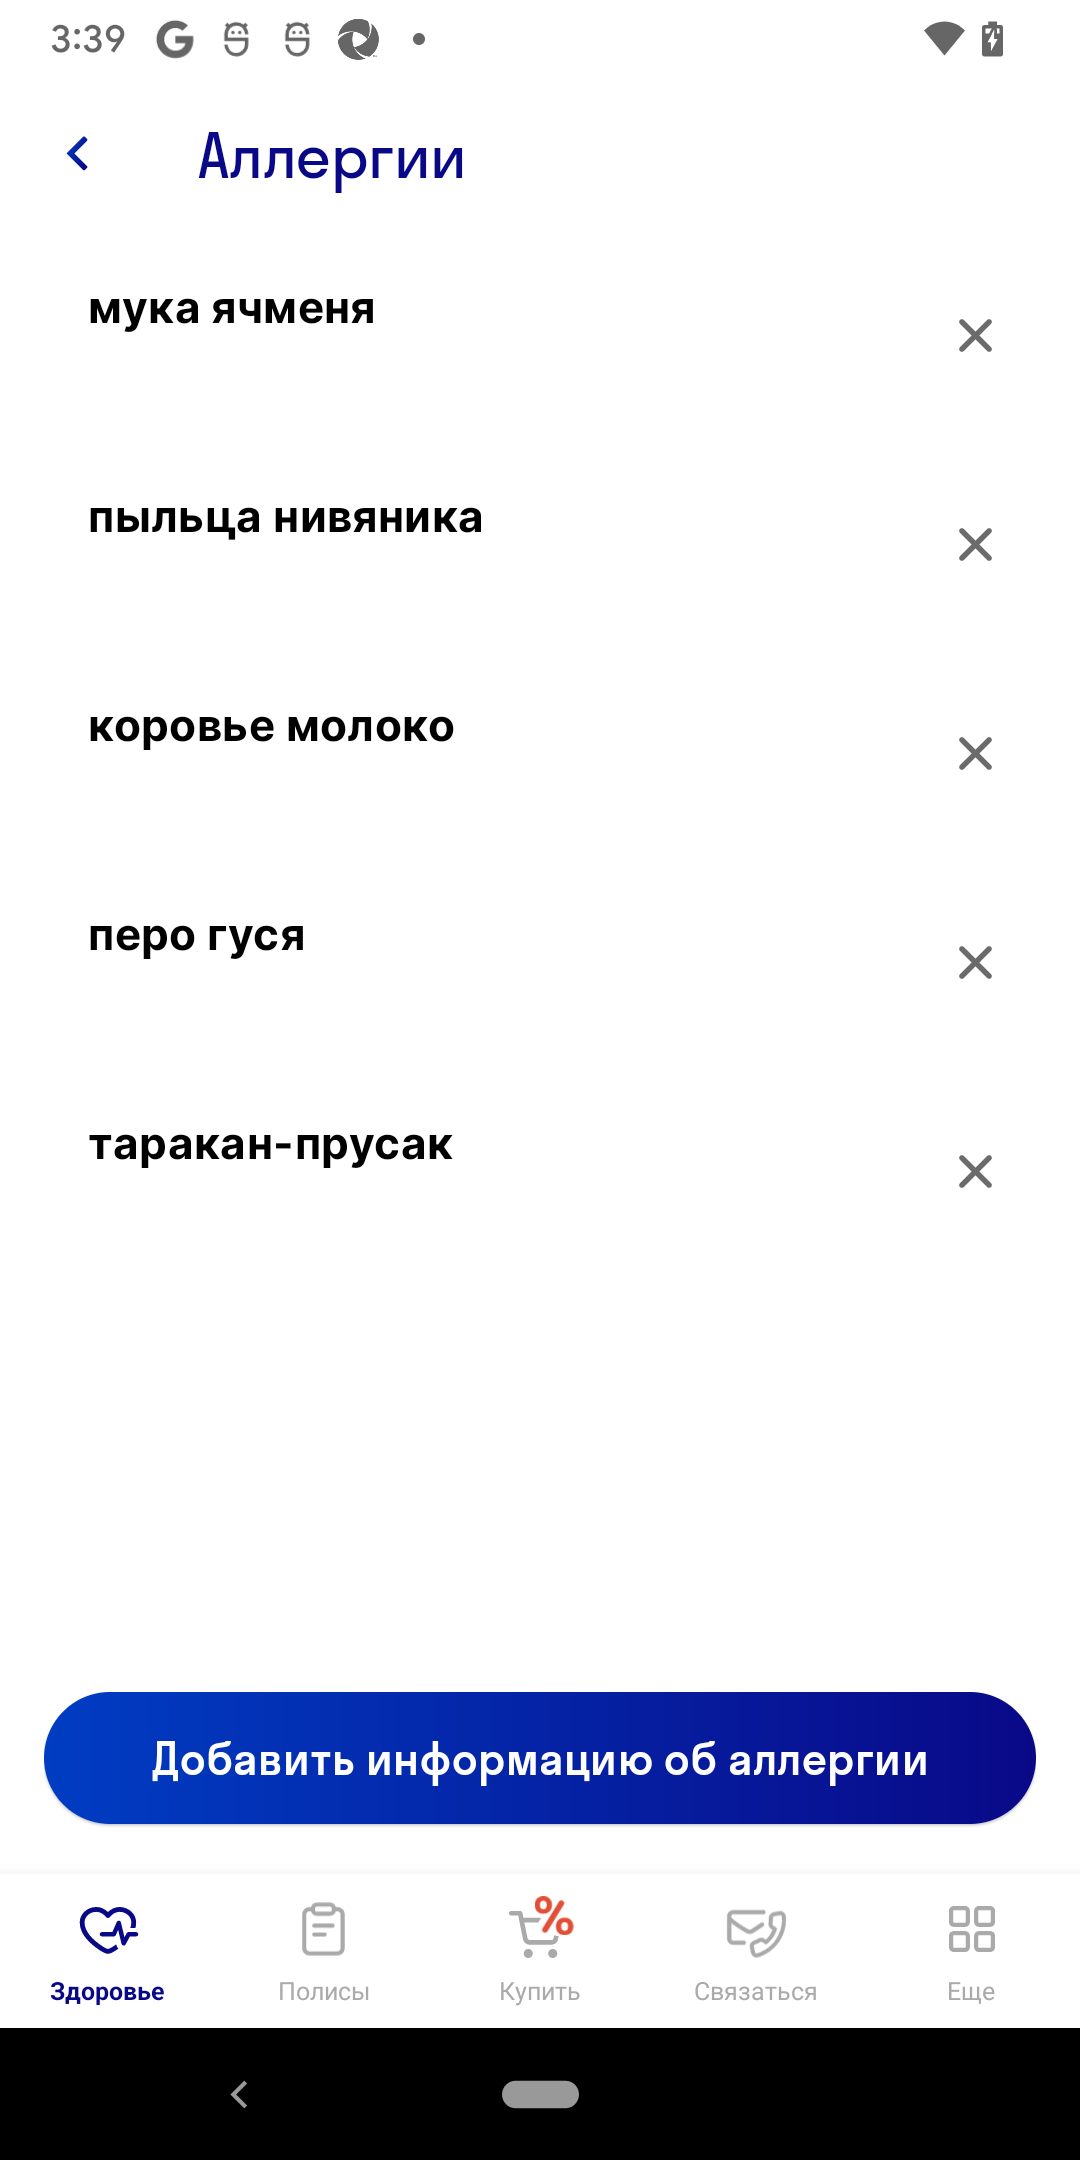 3:39
Аллергии
мука ячменя
пыльца нивяника
коровье молоко
перо гуся
таракан-прусак
Добавить информацию об аллергии
Здоровье
Полисы
Купить
Связаться
Еще